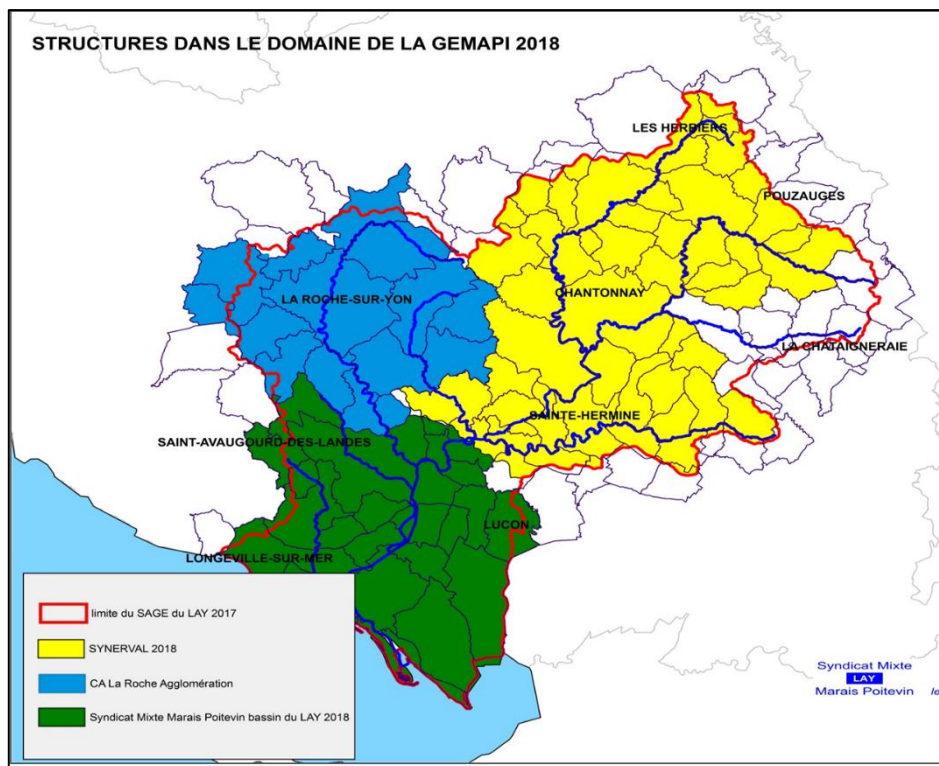 STRUCTURES DANS LE DOMAINE DE LA GEMAPI 2018
LES HERBIERS
POUZAUGES
LA ROCHE-SUR-YON
CHANTONNAY
LA CHATAIGNERAIE
SAINTE-HERMINE
SAINT-AVAUGOURD-DES-LANDES
LUCON
LONGEVILLE-SUR-MER
limite du SAGE du LAY 2017
SYNERVAL 2018
CA La Roche Agglomération
Syndicat Mixte Marais Poitevin bassin du LAY 2018
Syndicat Mixte
LAY
Marais Poitevin
le